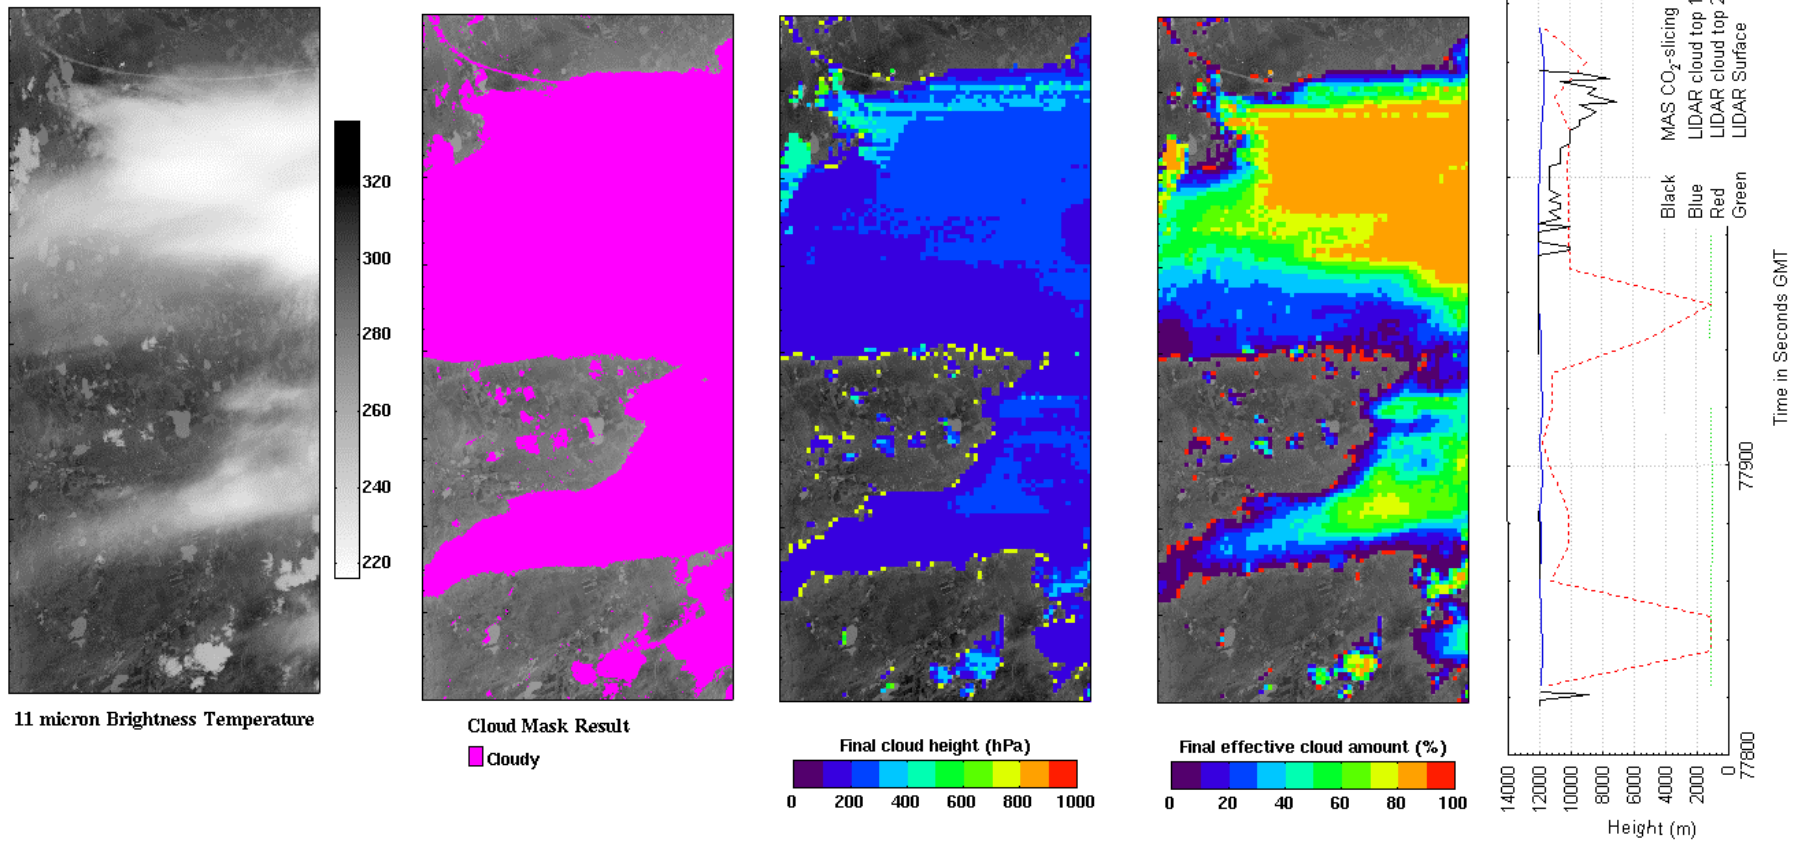 320
300
280
260
240
220
11 micron Brightness Temperature
Cloud Mask Result
Cloudy
Final cloud height (hPa)
0 200 400 600 800 1000
Final effective cloud amount (%)
0 20 40 60 80 100
Black MAS CO2-slicing
Blue LIDAR cloud top 1
Red LIDAR cloud top 2
Green LIDAR Surface
Time in Seconds GMT
77900
77800
14000
12000
10000
8000
6000
4000
2000
0
Height (m)